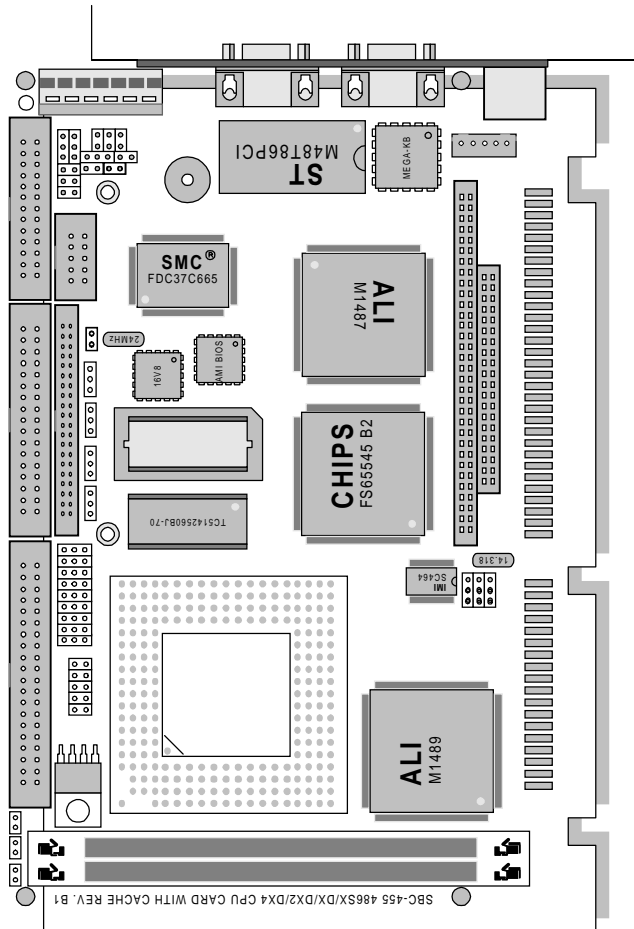 ST
M48T86PCI
MEGA-KB
SMC®
FDC37C665
ALI
M1487
24MHz
16V8
AMI BIOS
CHIPS
FS65545 B2
TC5142560BJ-70
14.318
IMI
SC464
ALI
M1489
SBC-455 486SX/DX/DX2/DX4 CPU CARD WITH CACHE REV. B1